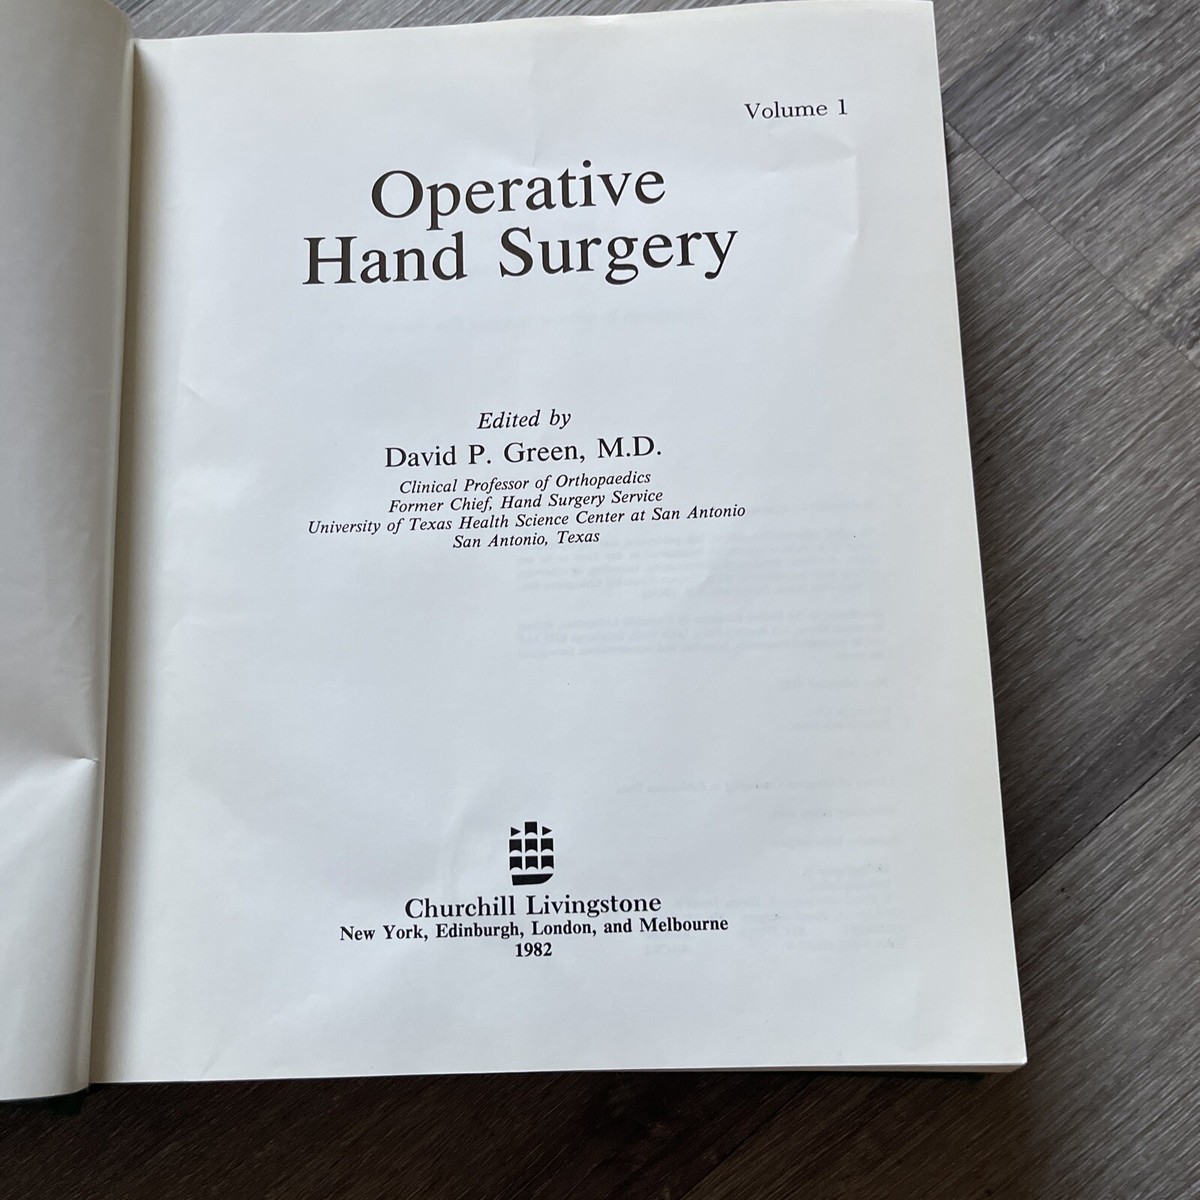 Volume 1
Operative
Hand Surgery
Edited by
David P. Green, M.D.
Clinical Professor of Orthopaedics
Former Chief, Hand Surgery Service
University of Texas Health Science Center at San Antonio
San Antonio, Texas
Churchill Livingstone
New York, Edinburgh, London, and Melbourne
1982